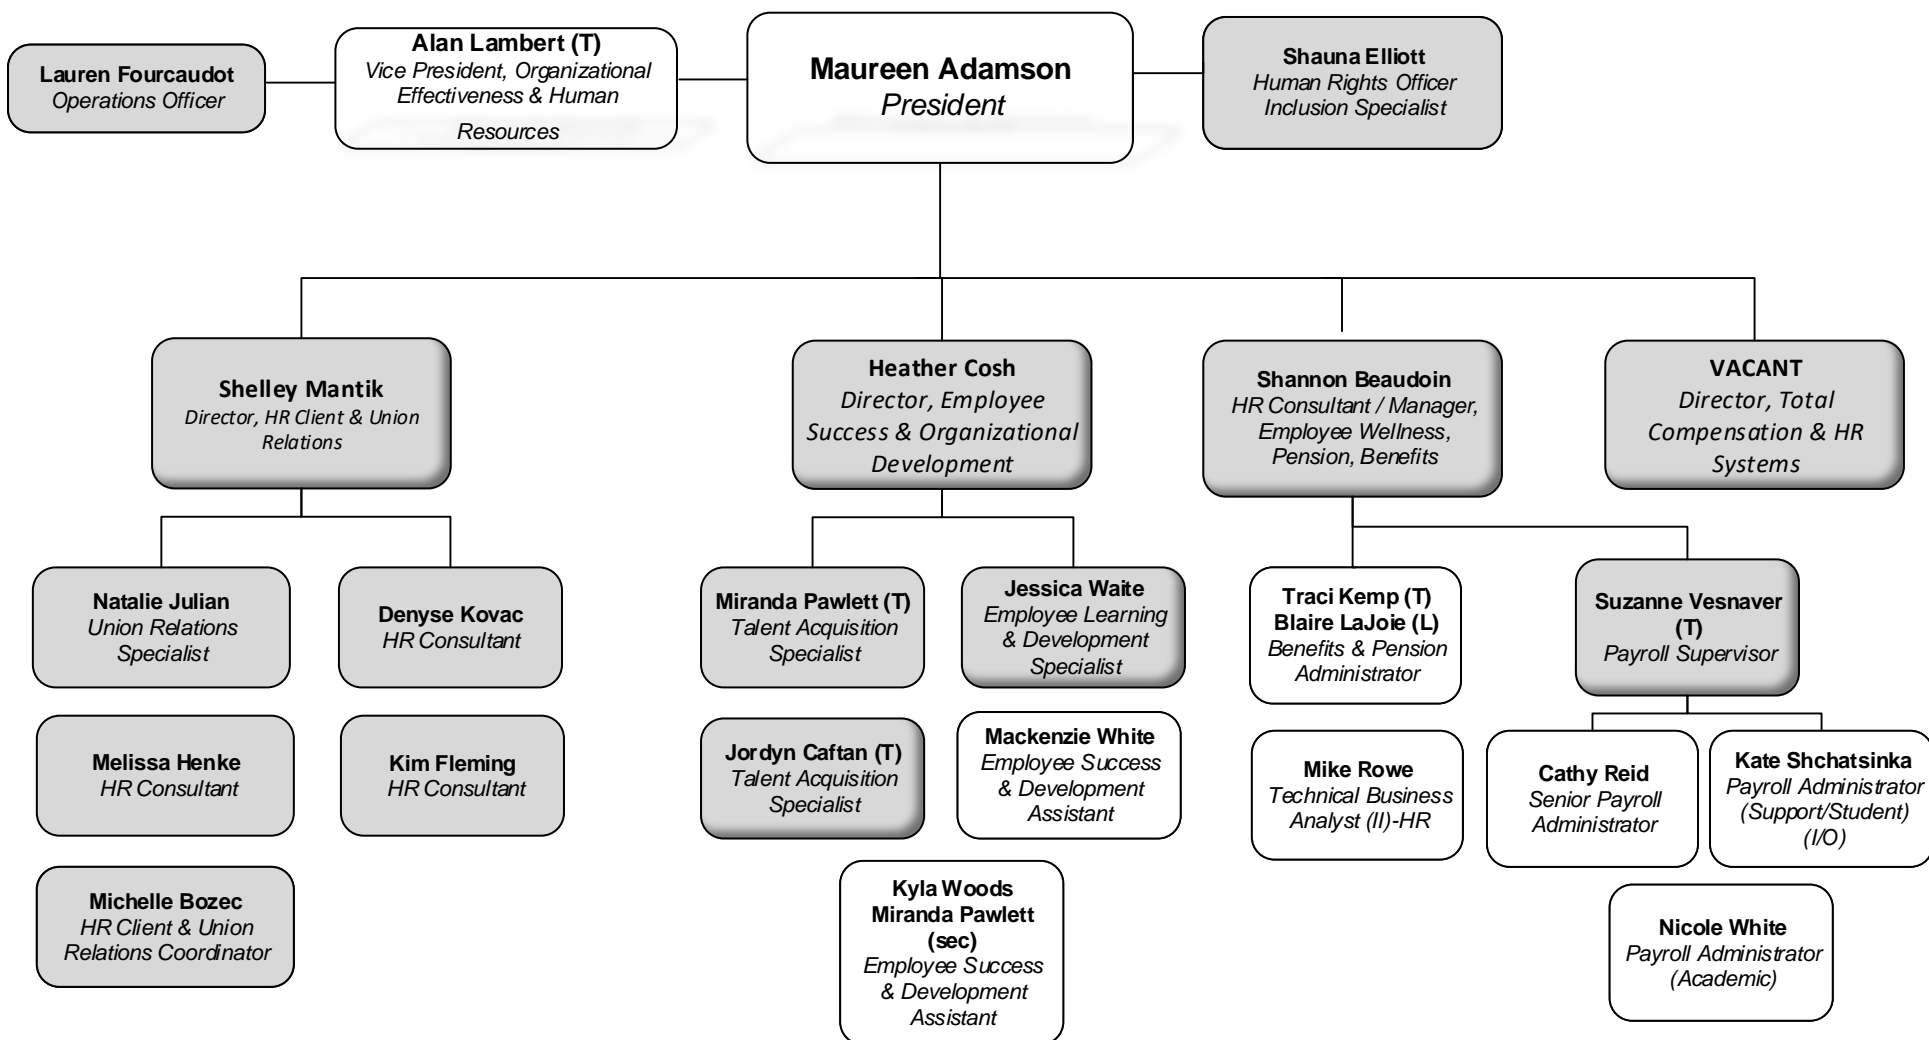 Lauren Fourcaudot
Operations Officer
Alan Lambert (T)
Vice President, Organizational
Effectiveness & Human
Resources
Maureen Adamson
President
Shauna Elliott
Human Rights Officer
Inclusion Specialist
Shelley Mantik
Director, HR Client & Union
Relations
Heather Cosh
Director, Employee
Success & Organizational
Development
Shannon Beaudoin
HR Consultant / Manager,
Employee Wellness,
Pension, Benefits
VACANT
Director, Total
Compensation & HR
Systems
Natalie Julian
Union Relations
Specialist
Denyse Kovac
HR Consultant
Miranda Pawlett (T)
Talent Acquisition
Specialist
Jessica Waite
Employee Learning
& Development
Specialist
Traci Kemp (T)
Blaire LaJoie (L)
Benefits & Pension
Administrator
Suzanne Vesnaver
(T)
Payroll Supervisor
Melissa Henke
HR Consultant
Kim Fleming
HR Consultant
Jordyn Caftan (T)
Talent Acquisition
Specialist
Mackenzie White
Employee Success
& Development
Assistant
Mike Rowe
Technical Business
Analyst (II)-HR
Cathy Reid
Senior Payroll
Administrator
Kate Shchatsinka
Payroll Administrator
(Support/Student)
(I/O)
Michelle Bozec
HR Client & Union
Relations Coordinator
Kyla Woods
Miranda Pawlett
(sec)
Employee Success
& Development
Assistant
Nicole White
Payroll Administrator
(Academic)